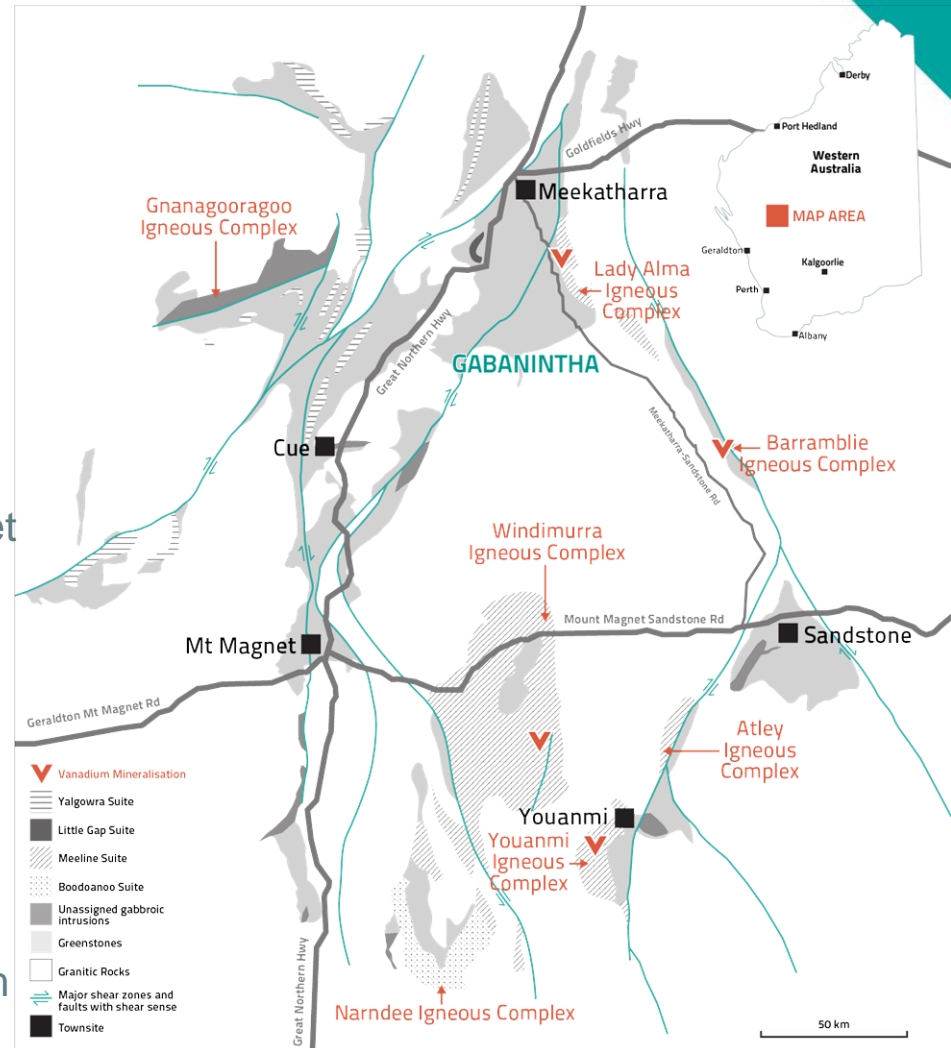 Derby
Port Hedland
Western
Australia
MAP AREA
Geraldton
Kalgoorlie
Perth
Albany
Goldfields Hwy
Meekatharra
Gnanagooragoo
Igneous Complex
Lady Alma
Igneous
Complex
Great Northern Hwy
GABANINTHA
Meekatharra-Sandstone Rd
Cue
Barramblie
Igneous Complex
et
Windimurra
Igneous Complex
Mount Magnet Sandstone Rd
Mt Magnet
Sandstone
Geraldton Mt Magnet Rd
Atley
Igneous
Complex
Youanmi
Youanmi
Igneous
Complex
Vanadium Mineralisation
Yalgowra Suite
Little Gap Suite
Meeline Suite
Boodoanoo Suite
Unassigned gabbroic
intrusions
Greenstones
Granitic Rocks
Major shear zones and
faults with shear sense
Townsite
n
Great Northern Hwy
Narndee Igneous Complex
50 km